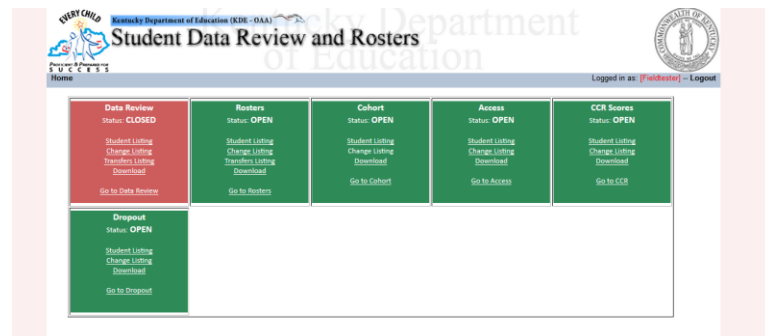 EVERY CHILD
Kentucky Department of Education (KDE - OAA)
Student Data Review and Rosters
Kentucky Department
of Education
PROFICIENT & PREPARED FOR
SUCCESS
Home
Logged in as: [Fieldtester] -- Logout
Data Review
Status: CLOSED
Student Listing
Change Listing
Transfers Listing
Download
Go to Data Review
Rosters
Status: OPEN
Student Listing
Change Listing
Transfers Listing
Download
Go to Rosters
Cohort
Status: OPEN
Student Listing
Change Listing
Download
Go to Cohort
Access
Status: OPEN
Student Listing
Change Listing
Download
Go to Access
CCR Scores
Status: OPEN
Student Listing
Change Listing
Download
Go to CCR
Dropout
Status: OPEN
Student Listing
Change Listing
Download
Go to Dropout